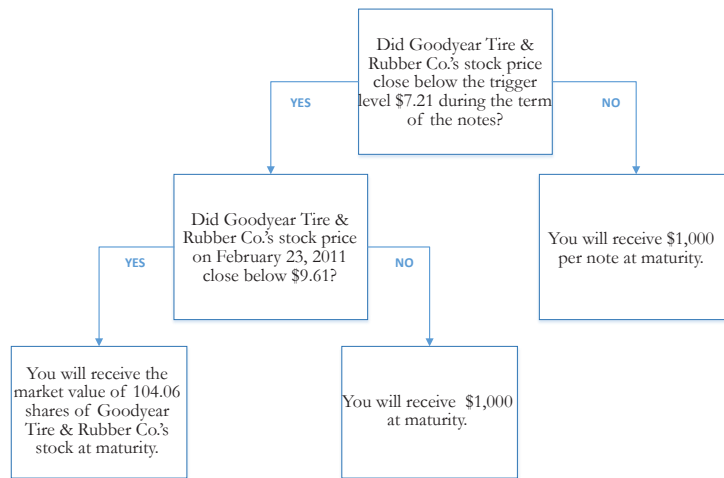 Did Goodyear Tire &
Rubber Co.'s stock price
close below the trigger
level $7.21 during the term
of the notes?
YES
NO
Did Goodyear Tire &
Rubber Co.'s stock price
on February 23, 2011
close below $9.61?
You will receive $1,000
per note at maturity.
YES
NO
You will receive the
market value of 104.06
shares of Goodyear
Tire & Rubber Co.'s
stock at maturity.
You will receive $1,000
at maturity.